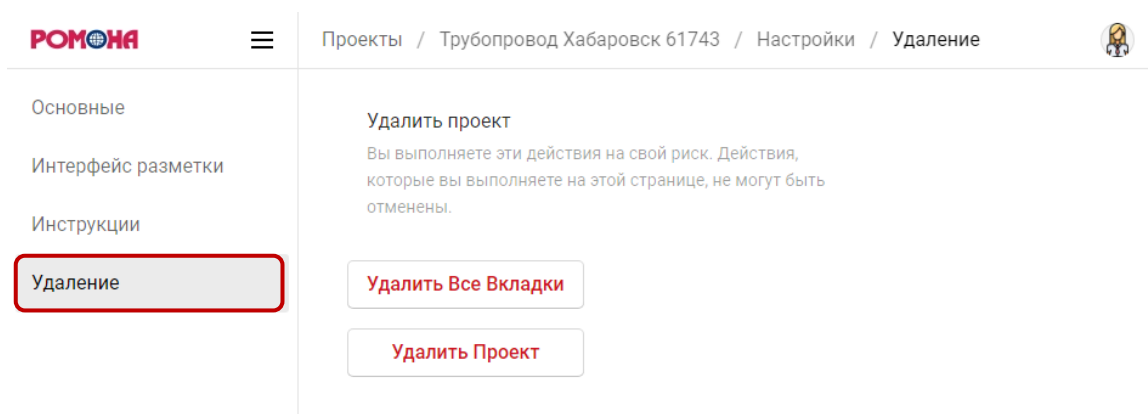 РОМОНА
Проекты / Трубопровод Хабаровск 61743 / Настройки / Удаление
Основные
Интерфейс разметки
Инструкции
Удаление
Удалить проект
Вы выполняете эти действия на свой риск. Действия,
которые вы выполняете на этой странице, не могут быть
отменены.
Удалить Все Вкладки
Удалить Проект